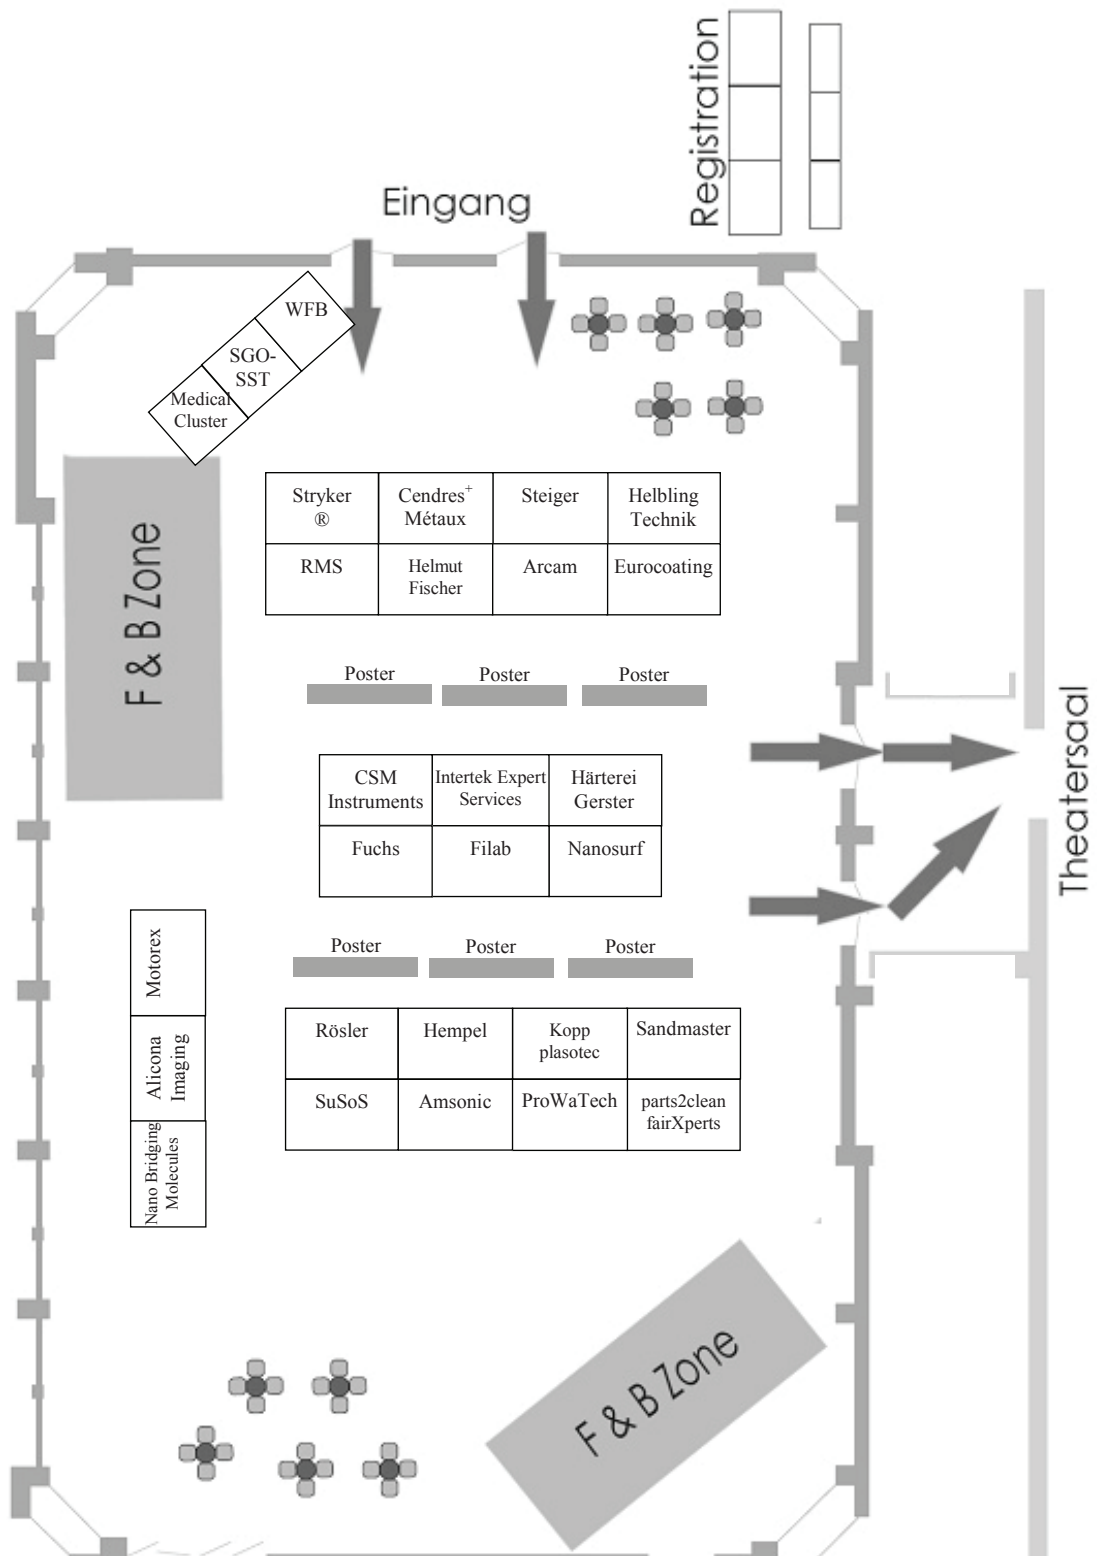 Registration
Eingang
WFB
SGO-
SST
Medical
Cluster
F & B Zone
Stryker
®
Cendres+
Métaux
Steiger
Helbling
Technik
RMS
Helmut
Fischer
Arcam
Eurocoating
Poster
Poster
Poster
Theatersaal
CSM
Instruments
Intertek Expert
Services
Härterei
Gerster
Fuchs
Filab
Nanosurf
Motorex
Alicona
Imaging
Nano Bridging
Molecules
Poster
Poster
Poster
Rösler
Hempel
Kopp
plasotec
Sandmaster
SuSoS
Amsonic
ProWaTech
parts2clean
fairXperts
F & B Zone